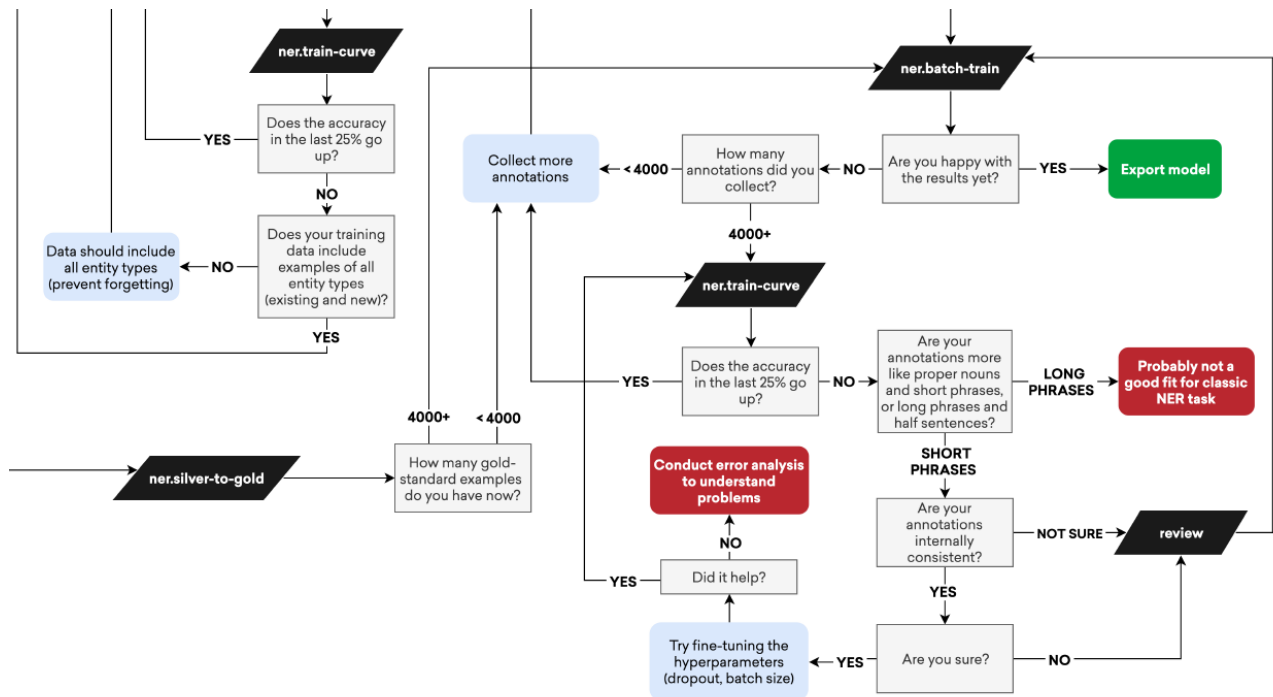 ner.train-curve
Does the accuracy
in the last 25% go
up?
YES
NO
Does your training
data include
examples of all
entity types
(existing and new)?
NO
Data should include
all entity types
(prevent forgetting)
YES
ner.silver-to-gold
How many gold-
standard examples
do you have now?
4000+
< 4000
ner.batch-train
Are you happy with
the results yet?
YES
Export model
NO
How many
annotations did you
collect?
< 4000
Collect more
annotations
4000+
ner.train-curve
Does the accuracy
in the last 25% go
up?
YES
NO
Are your
annotations more
like proper nouns
and short phrases,
or long phrases and
half sentences?
LONG
PHRASES
Probably not a
good fit for classic
NER task
SHORT
PHRASES
Are your
annotations
internally
consistent?
NOT SURE
review
YES
Are you sure?
NO
YES
Try fine-tuning the
hyperparameters
(dropout, batch size)
Did it help?
YES
NO
Conduct error analysis
to understand
problems